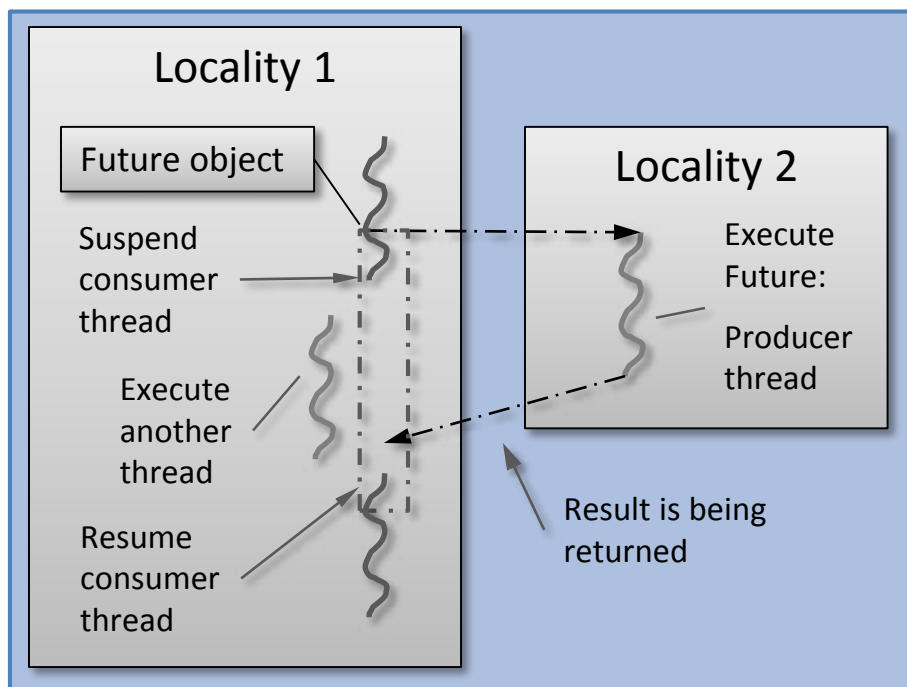 Locality 1
Future object
Suspend
consumer
thread
Execute
another
thread
Resume
consumer
thread
Locality 2
Execute
Future:
Producer
thread
Result is being
returned